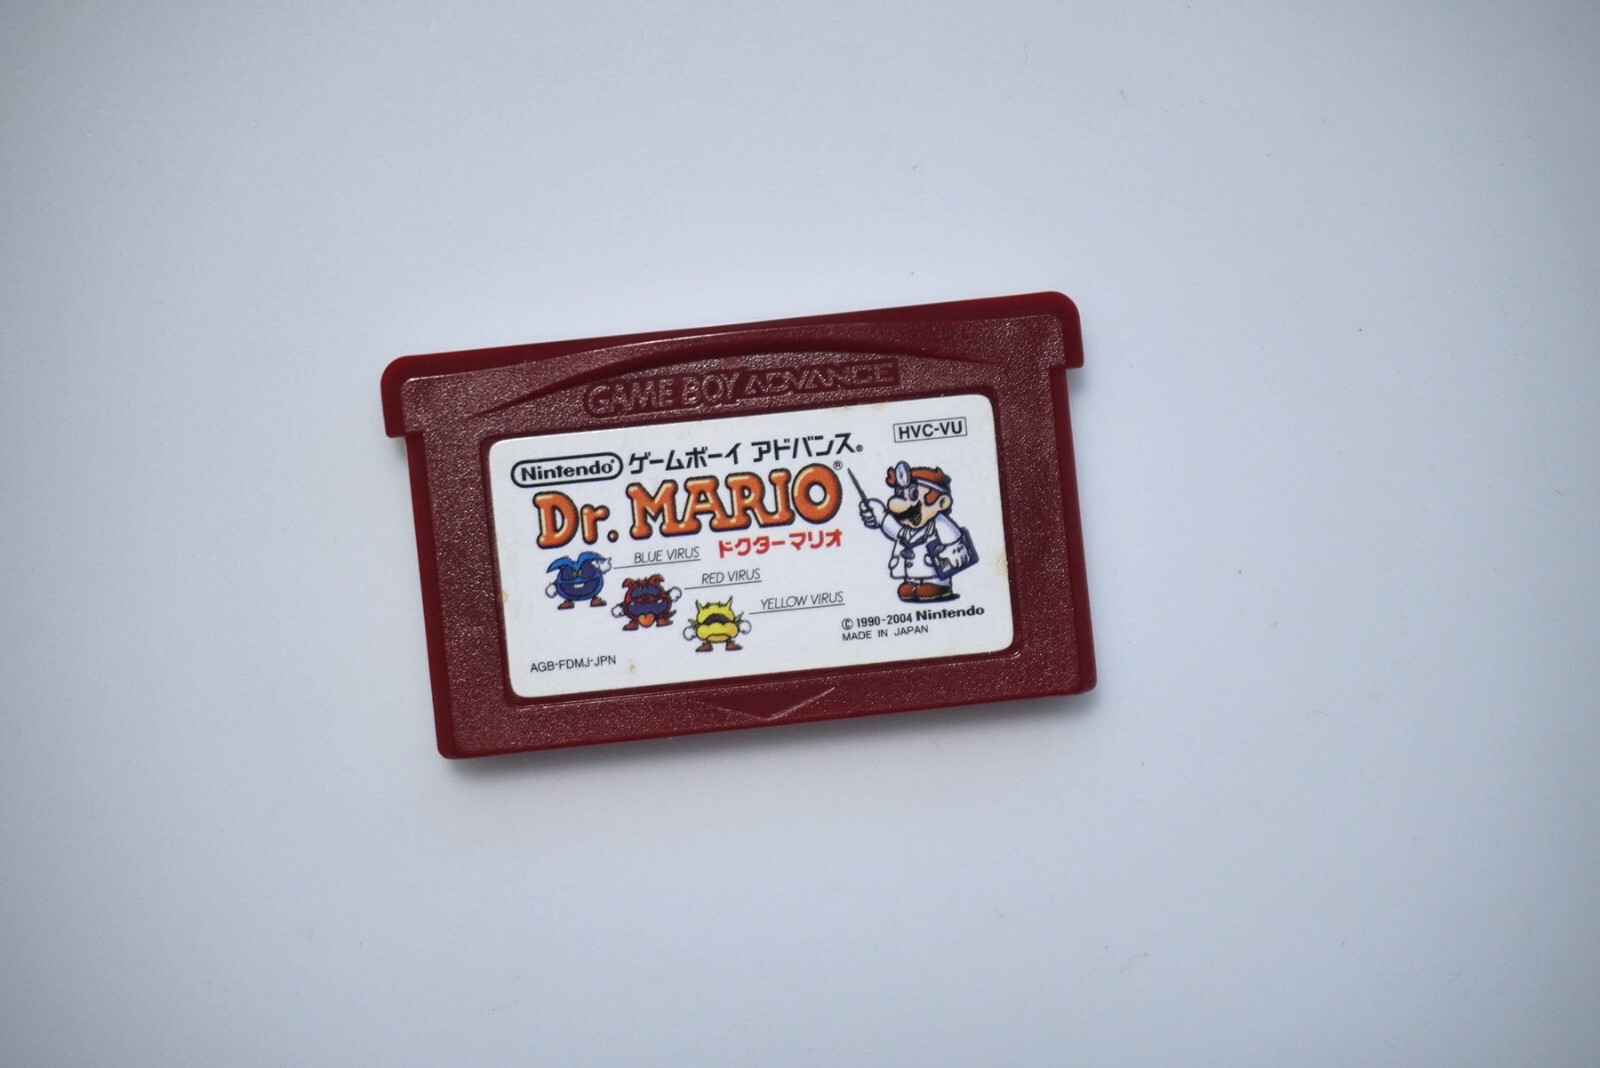 GAME BOY ADVANCE
HVC-VU
Nintendo® ゲームボーイ アドバンス®
Dr. MARIO®
ドクターマリオ
BLUE VIRUS
RED VIRUS
YELLOW VIRUS
© 1990-2004 Nintendo
MADE IN JAPAN
AGB-FDMJ-JPN